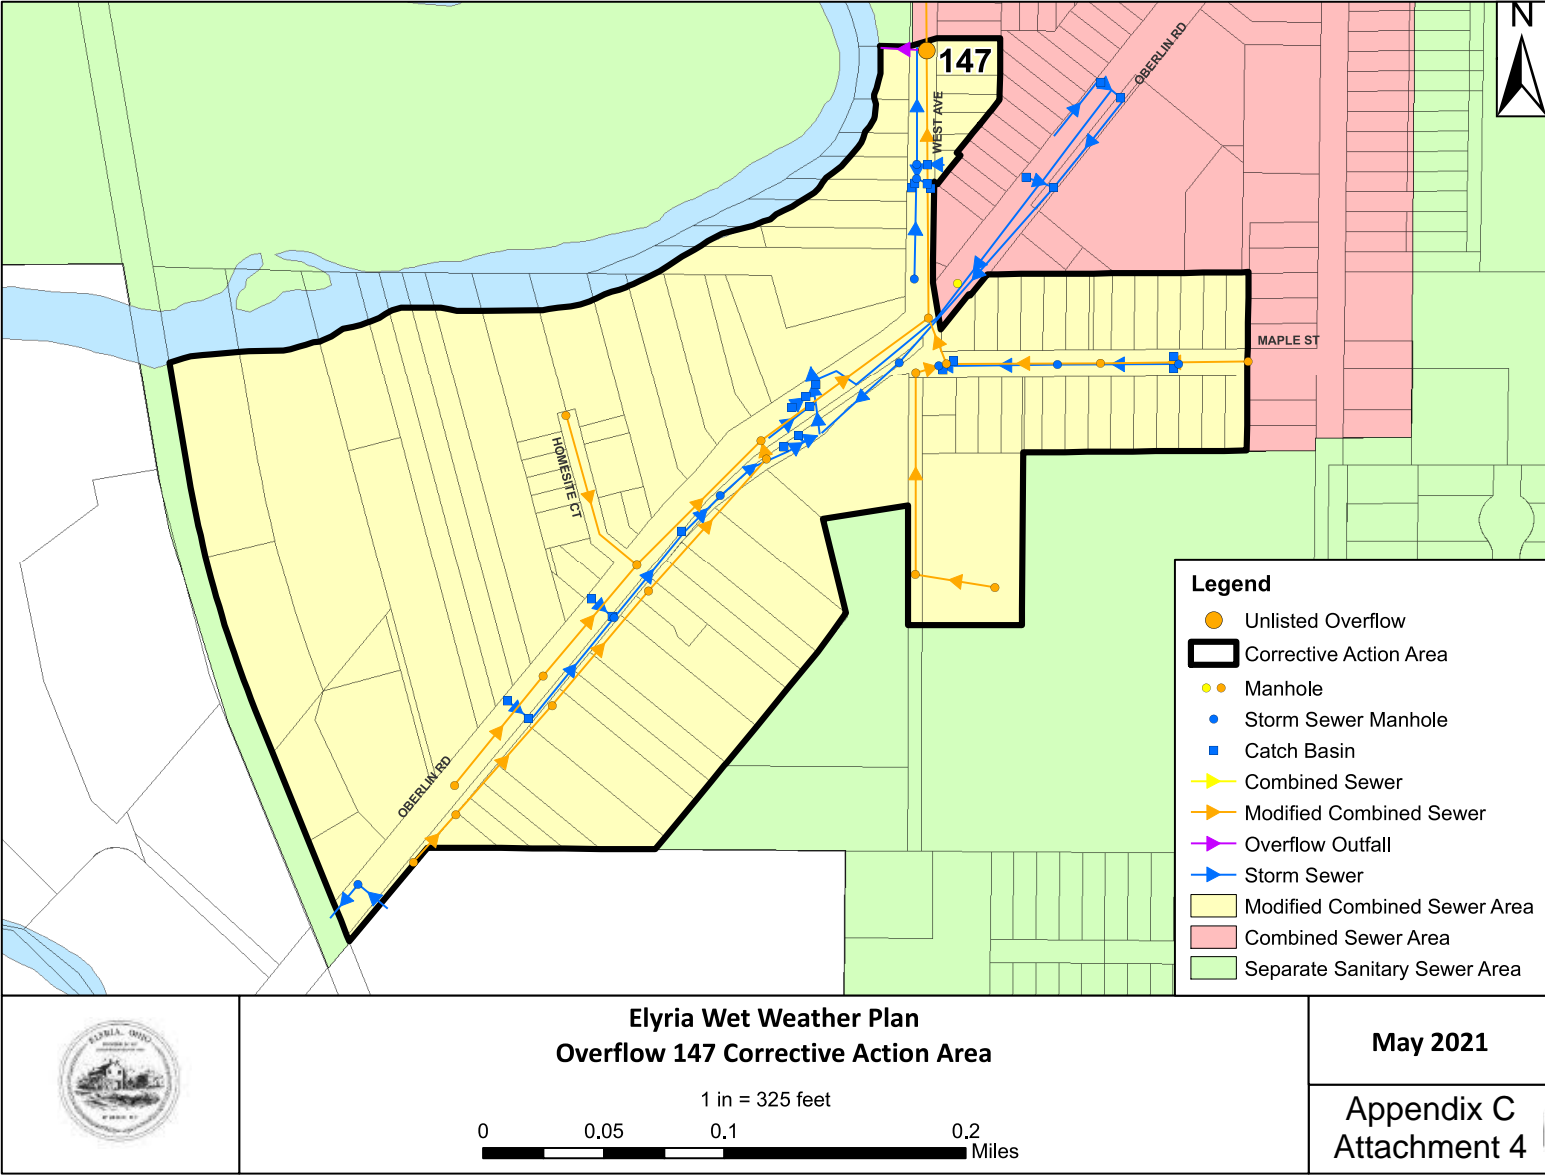 N
147
OBERLIN RD
WEST AVE
MAPLE ST
HOMESITE CT
OBERLIN RD
Legend
Unlisted Overflow
Corrective Action Area
Manhole
Storm Sewer Manhole
Catch Basin
Combined Sewer
Modified Combined Sewer
Overflow Outfall
Storm Sewer
Modified Combined Sewer Area
Combined Sewer Area
Separate Sanitary Sewer Area
ELYRIA, OHIO
Elyria Wet Weather Plan
Overflow 147 Corrective Action Area
1 in = 325 feet
0 0.05 0.1 0.2
Miles
May 2021
Appendix C
Attachment 4